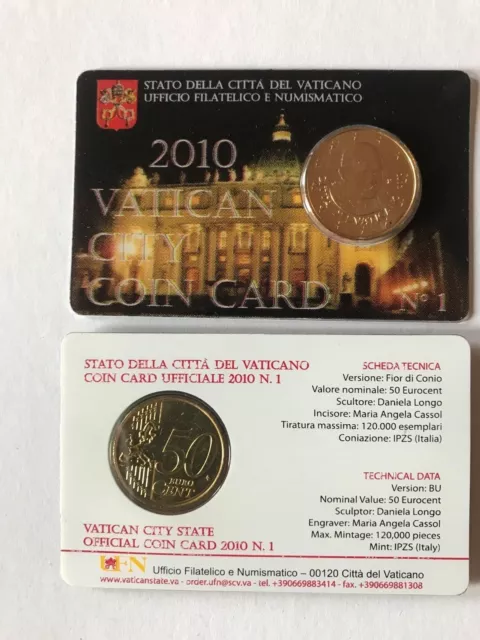 STATO DELLA CITTÀ DEL VATICANO
UFFICIO FILATELICO E NUMISMATICO
2010
VATICAN
CITY
COIN CARD
N° 1
STATO DELLA CITTÁ DEL VATICANO
COIN CARD UFFICIALE 2010 N. 1
50
EURO
CENT
VATICAN CITY STATE
OFFICIAL COIN CARD 2010 N. 1
SCHEDA TECNICA
Versione: Fior di Conio
Valore nominale: 50 Eurocent
Scultore: Daniela Longo
Incisore: Maria Angela Cassol
Tiratura massima: 120.000 esemplari
Coniazione: IPZS (Italia)
TECHNICAL DATA
Version: BU
Nominal Value: 50 Eurocent
Sculptor: Daniela Longo
Engraver: Maria Angela Cassol
Max. Mintage: 120,000 pieces
Mint: IPZS (Italy)
UFN
Ufficio Filatelico e Numismatico – 00120 Città del Vaticano
www.vaticanstate.va - order.ufn@scv.va - tel. +390669883414 - fax. +390669881308